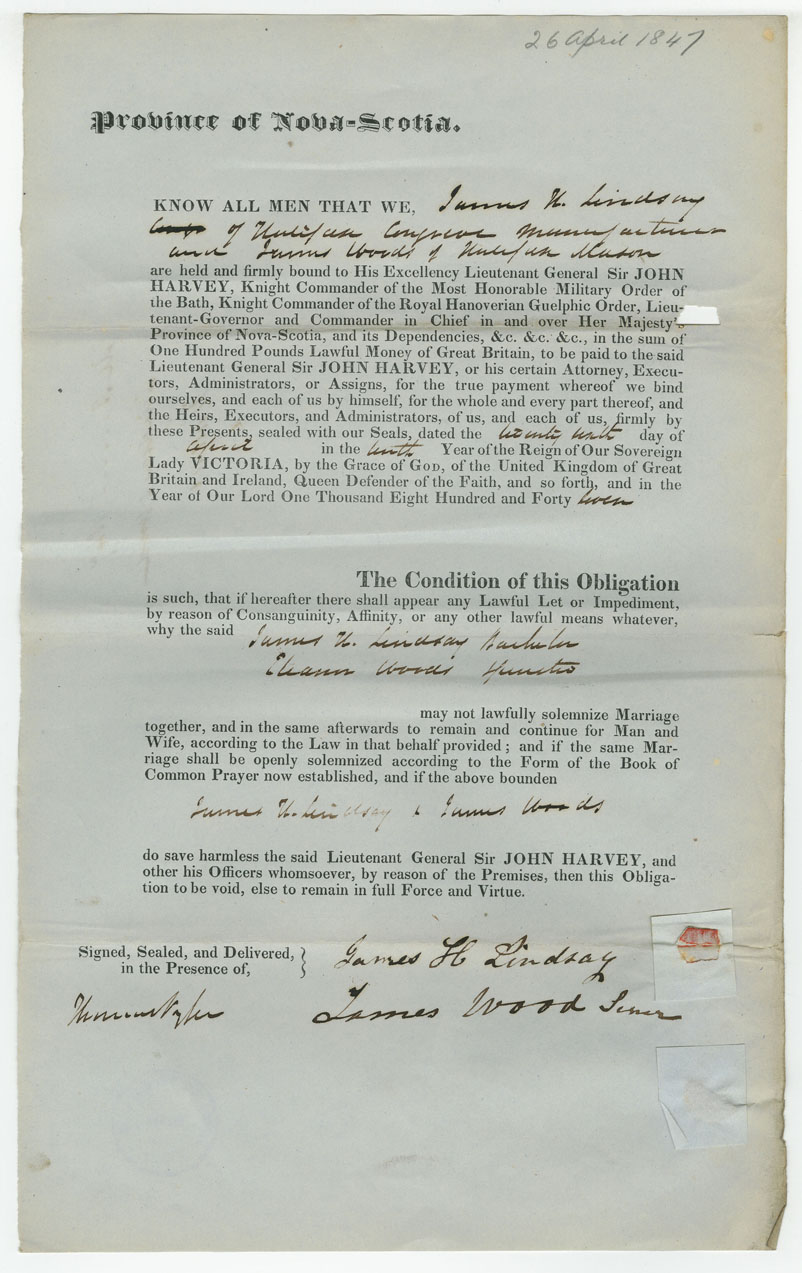 26 April 1847
Province of Nova-Scotia.
KNOW ALL MEN THAT WE, James H. Lindsay
of Halifax Congreve Manufacturer
and James Woods of Halifax Mason
are held and firmly bound to His Excellency Lieutenant General Sir JOHN
HARVEY, Knight Commander of the Most Honorable Military Order of
the Bath, Knight Commander of the Royal Hanoverian Guelphic Order, Lieu-
tenant-Governor and Commander in Chief in and over Her Majesty's
Province of Nova-Scotia, and its Dependencies, &c. &c. &c., in the sum of
One Hundred Pounds Lawful Money of Great Britain, to be paid to the said
Lieutenant General Sir JOHN HARVEY, or his certain Attorney, Execu-
tors, Administrators, or Assigns, for the true payment whereof we bind
ourselves, and each of us by himself, for the whole and every part thereof, and
the Heirs, Executors, and Administrators, of us, and each of us, firmly by
these Presents, sealed with our Seals, dated the twenty sixth day of
April in the tenth Year of the Reign of Our Sovereign
Lady VICTORIA, by the Grace of GOD, of the United Kingdom of Great
Britain and Ireland, Queen Defender of the Faith, and so forth, and in the
Year of Our Lord One Thousand Eight Hundred and Forty seven
The Condition of this Obligation
is such, that if hereafter there shall appear any Lawful Let or Impediment,
by reason of Consanguinity, Affinity, or any other lawful means whatever,
why the said James H. Lindsay Bachelor
Eleanor Woods Spinster
may not lawfully solemnize Marriage
together, and in the same afterwards to remain and continue for Man and
Wife, according to the Law in that behalf provided ; and if the same Mar-
riage shall be openly solemnized according to the Form of the Book of
Common Prayer now established, and if the above bounden
James H. Lindsay & James Woods
do save harmless the said Lieutenant General Sir JOHN HARVEY, and
other his Officers whomsoever, by reason of the Premises, then this Obliga-
tion to be void, else to remain in full Force and Virtue.
Signed, Sealed, and Delivered, } James H Lindsay
in the Presence of,
James Wood